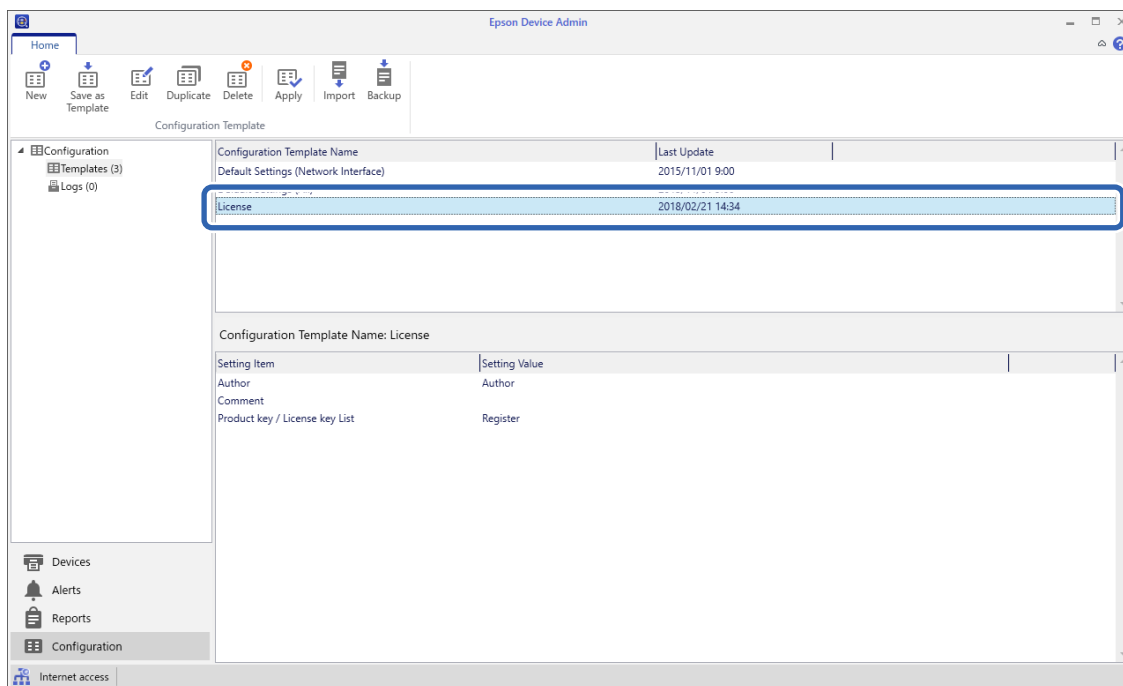 Epson Device Admin
Home
New
Save as Template
Edit
Duplicate
Delete
Apply
Import
Backup
Configuration Template
Configuration
Templates (3)
Logs (0)
Configuration Template Name Last Update
Default Settings (Network Interface) 2015/11/01 9:00
License 2018/02/21 14:34
Configuration Template Name: License
Setting Item Setting Value
Author Author
Comment
Product key / License key List Register
Devices
Alerts
Reports
Configuration
Internet access